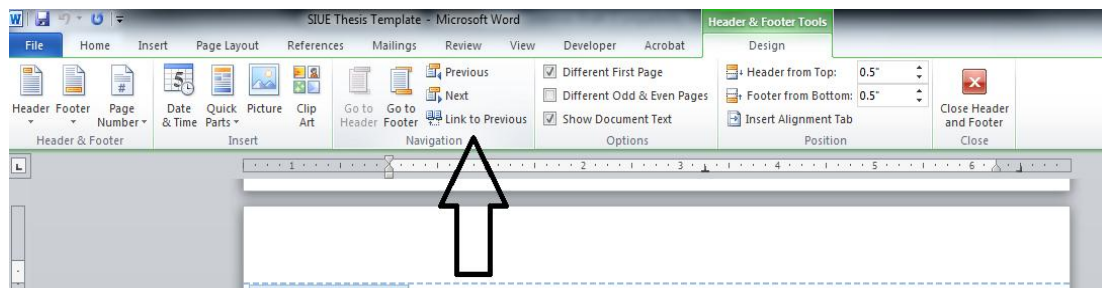 W SIUE Thesis Template - Microsoft Word Header & Footer Tools
File Home Insert Page Layout References Mailings Review View Developer Acrobat Design
Header Footer Page Number
Date & Time Quick Parts Picture Clip Art
Go to Header Go to Footer
Previous
Next
Link to Previous
Different First Page
Different Odd & Even Pages
Show Document Text
Header from Top: 0.5"
Footer from Bottom: 0.5"
Insert Alignment Tab
Close Header and Footer
Header & Footer Insert Navigation Options Position Close
L 1 1 2 3 4 5 6